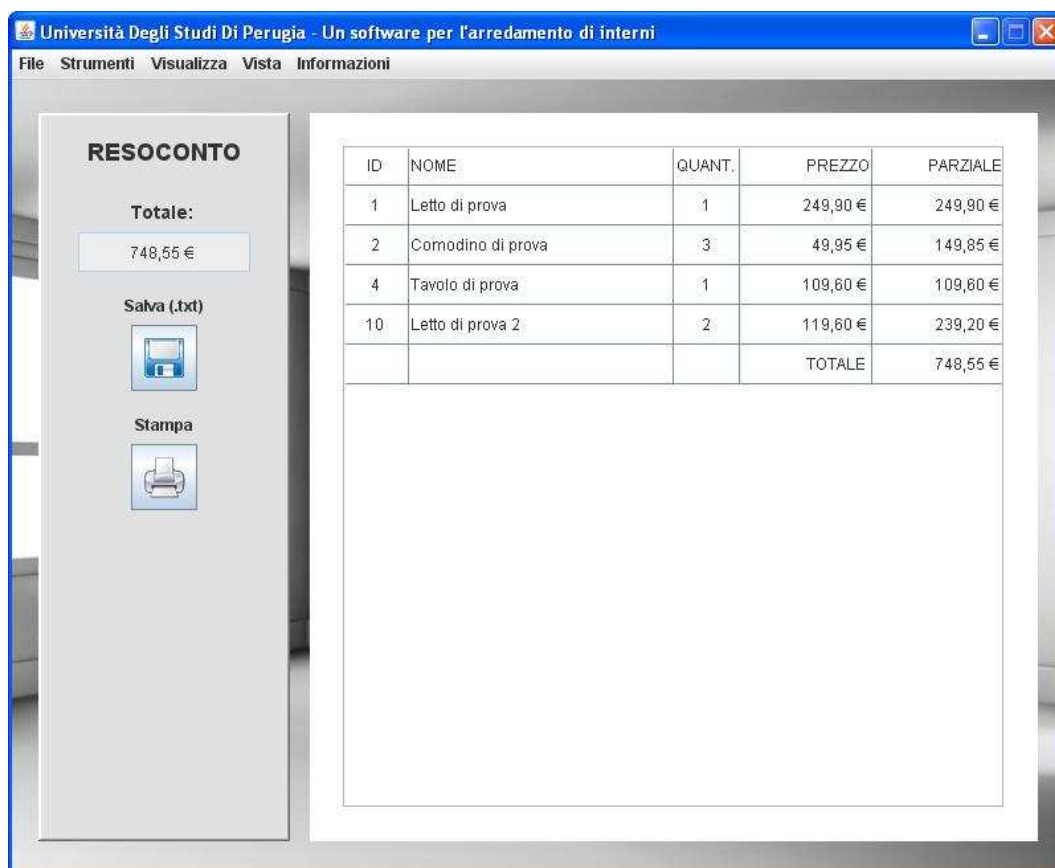 Università Degli Studi Di Perugia - Un software per l'arredamento di interni
File Strumenti Visualizza Vista Informazioni
RESOCONTO
Totale:
748,55 €
Salva (.txt)
Stampa
ID NOME QUANT. PREZZO PARZIALE
1 Letto di prova 1 249,90 € 249,90 €
2 Comodino di prova 3 49,95 € 149,85 €
4 Tavolo di prova 1 109,60 € 109,60 €
10 Letto di prova 2 2 119,60 € 239,20 €
TOTALE 748,55 €